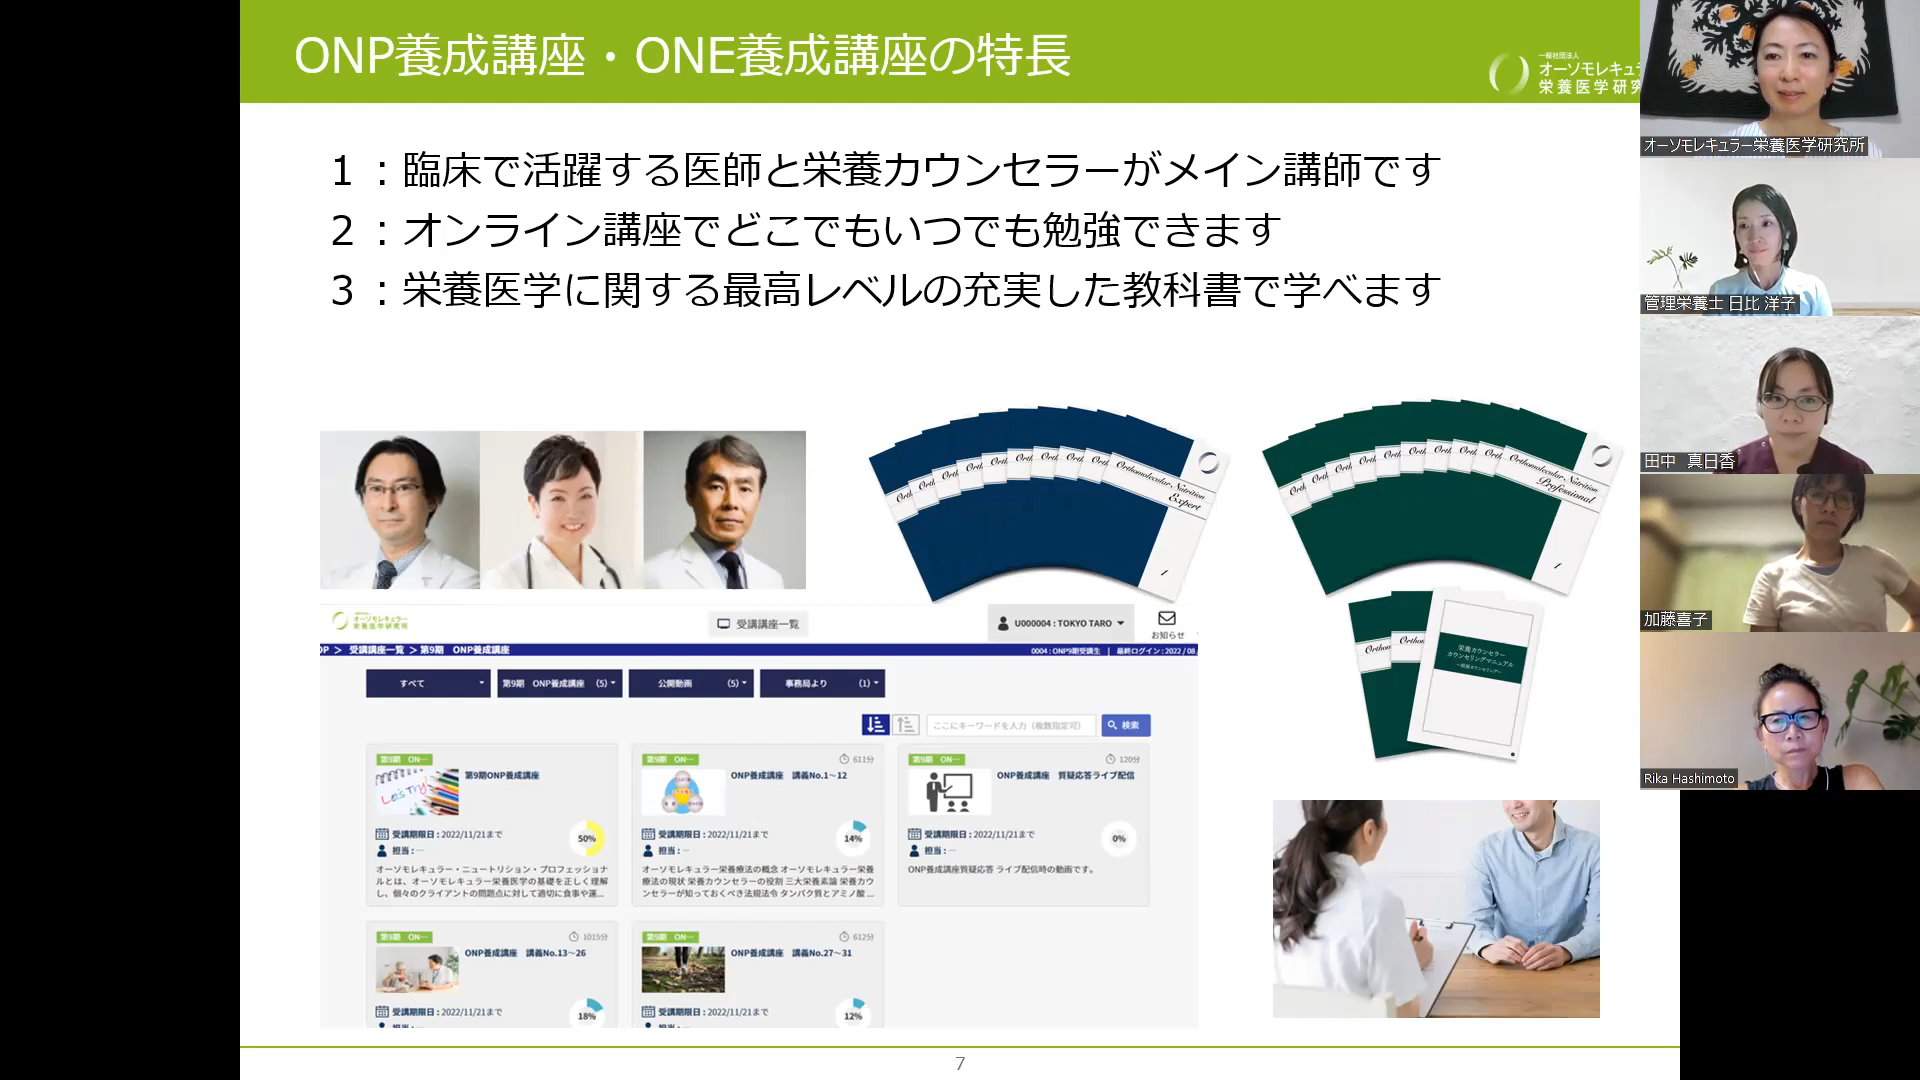 ONP養成講座・ONE養成講座の特長
一般社団法人
オーソモレキュラ
栄養医学研究
1：臨床で活躍する医師と栄養カウンセラーがメイン講師です
2：オンライン講座でどこでもいつでも勉強できます
3：栄養医学に関する最高レベルの充実した教科書で学べます
Orthomolecular Nutrition
Expert
1
Orthomolecular Nutrition
Professional
1
栄養カウンセラー
カウンセリングマニュアル
オーソモレキュラー
栄養医学研究所
受講講座一覧
U000004 : TOKYO TARO
お知らせ
OP > 受講講座一覧 > 第9期 ONP養成講座
0004 : ONP9期受講生 | 最終ログイン : 2022 / 08
すべて
第9期 ONP養成講座 (5)
公開動画 (5)
事務局より (1)
ここにキーワードを入力（複数指定可）
検索
第9期 ON…
第9期ONP養成講座
受講期限日 : 2022/11/21まで
担当 : ―
50%
オーソモレキュラー・ニュートリション・プロフェッショナ
ルとは、オーソモレキュラー栄養医学の基礎を正しく理解
し、個々のクライアントの問題点に対して適切に食事や運...
第9期 ON…
611分
ONP養成講座 講義No.1～12
受講期限日 : 2022/11/21まで
担当 : ―
14%
オーソモレキュラー栄養療法の概念 オーソモレキュラー栄養
療法の現状 栄養カウンセラーの役割 三大栄養素論 栄養カウ
ンセラーが知っておくべき法規法令 タンパク質とアミノ酸 ...
第9期 ON…
120分
ONP養成講座 質疑応答ライブ配信
受講期限日 : 2022/11/21まで
担当 : ―
0%
ONP養成講座質疑応答 ライブ配信時の動画です。
第9期 ON…
1015分
ONP養成講座 講義No.13～26
受講期限日 : 2022/11/21まで
18%
第9期 ON…
612分
ONP養成講座 講義No.27～31
受講期限日 : 2022/11/21まで
12%
7
オーソモレキュラー栄養医学研究所
管理栄養士 日比 洋子
田中 真日香
加藤喜子
Rika Hashimoto